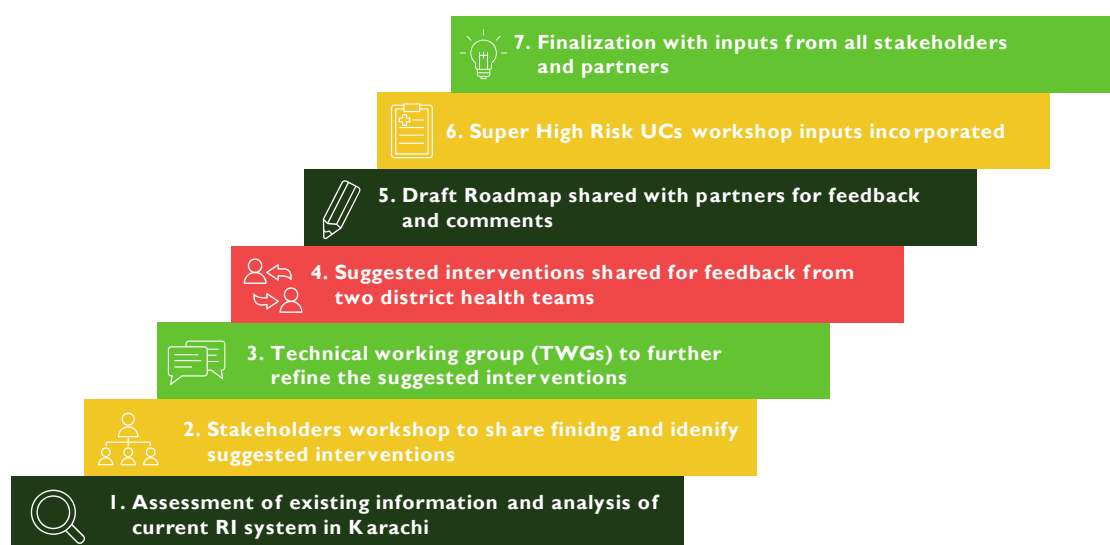 7. Finalization with inputs from all stakeholders
and partners
6. Super High Risk UCs workshop inputs incorporated
5. Draft Roadmap shared with partners for feedback
and comments
4. Suggested interventions shared for feedback from
two district health teams
3. Technical working group (TWGs) to further
refine the suggested interventions
2. Stakeholders workshop to share finidng and idenify
suggested interventions
1. Assessment of existing information and analysis of
current RI system in Karachi